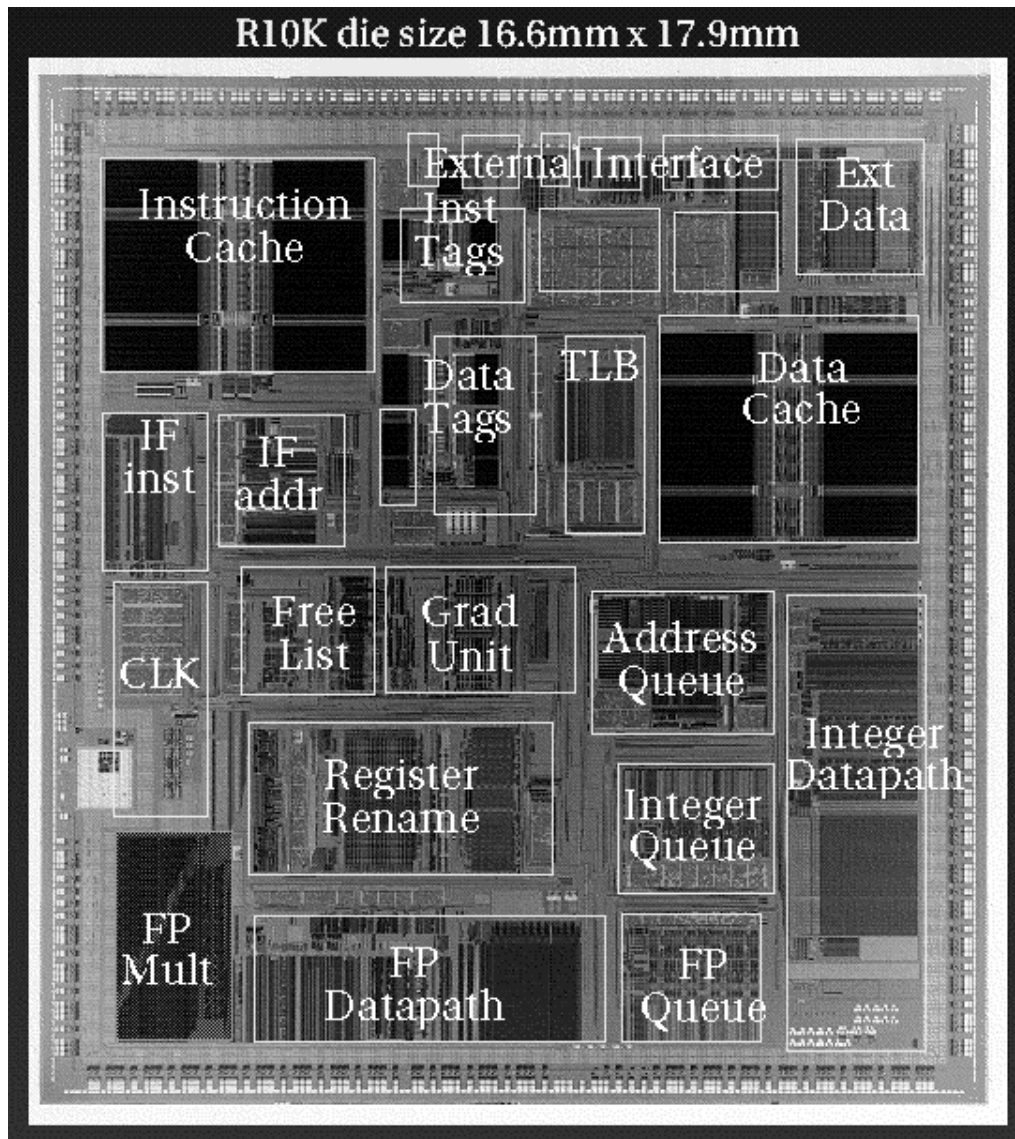 R10K die size 16.6mm x 17.9mm
External Interface
Ext
Data
Instruction
Cache
Inst
Tags
Data
Tags
TLB
Data
Cache
IF
inst
IF
addr
CLK
Free
List
Grad
Unit
Address
Queue
Integer
Datapath
Register
Rename
Integer
Queue
FP
Mult
FP
Datapath
FP
Queue